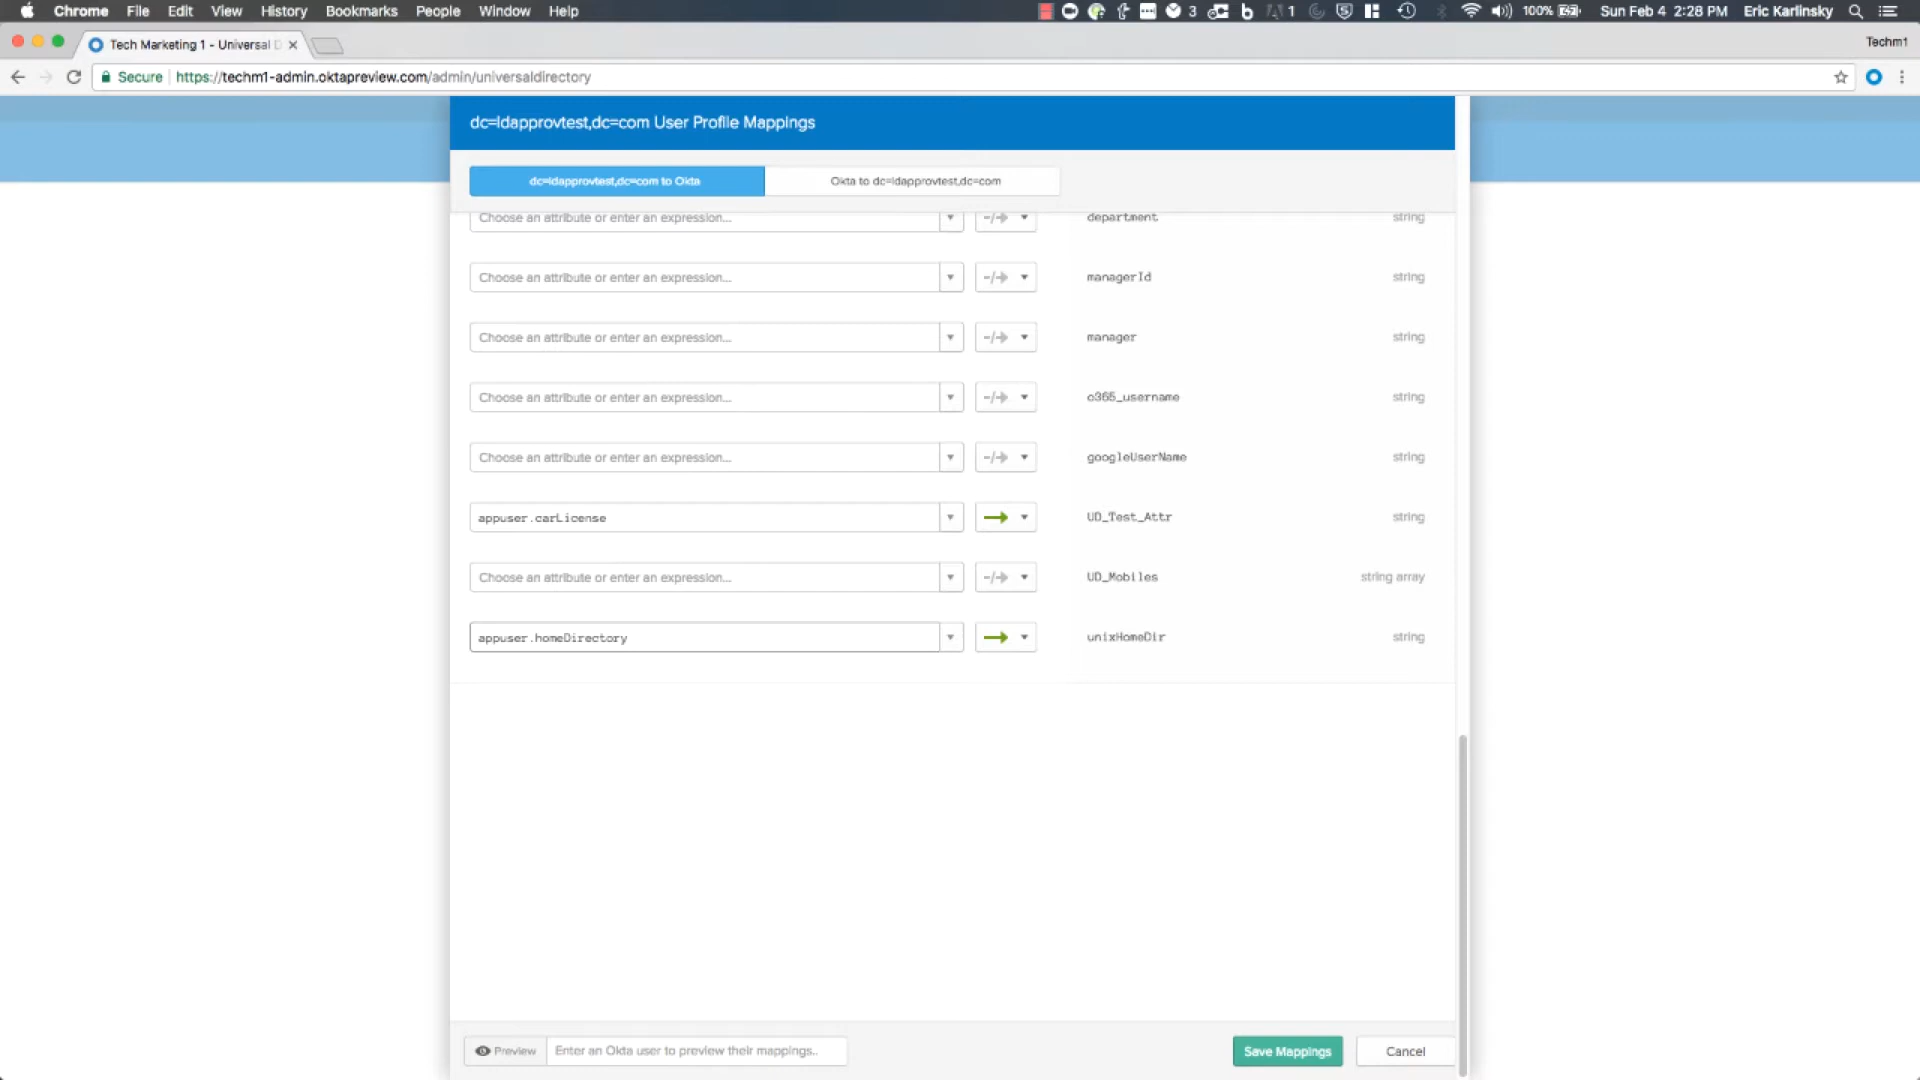 Chrome File Edit View History Bookmarks People Window Help 3 1 100% Sun Feb 4 2:28 PM Eric Karlinsky
Tech Marketing 1 - Universal D Techm1
Secure https://techm1-admin.oktapreview.com/admin/universaldirectory
dc=ldapprovtest,dc=com User Profile Mappings
dc=ldapprovtest,dc=com to Okta Okta to dc=ldapprovtest,dc=com
Choose an attribute or enter an expression... department string
Choose an attribute or enter an expression... managerId string
Choose an attribute or enter an expression... manager string
Choose an attribute or enter an expression... o365_username string
Choose an attribute or enter an expression... googleUserName string
appuser.carLicense UD_Test_Attr string
Choose an attribute or enter an expression... UD_Mobiles string array
appuser.homeDirectory unixHomeDir string
Preview Enter an Okta user to preview their mappings.. Save Mappings Cancel